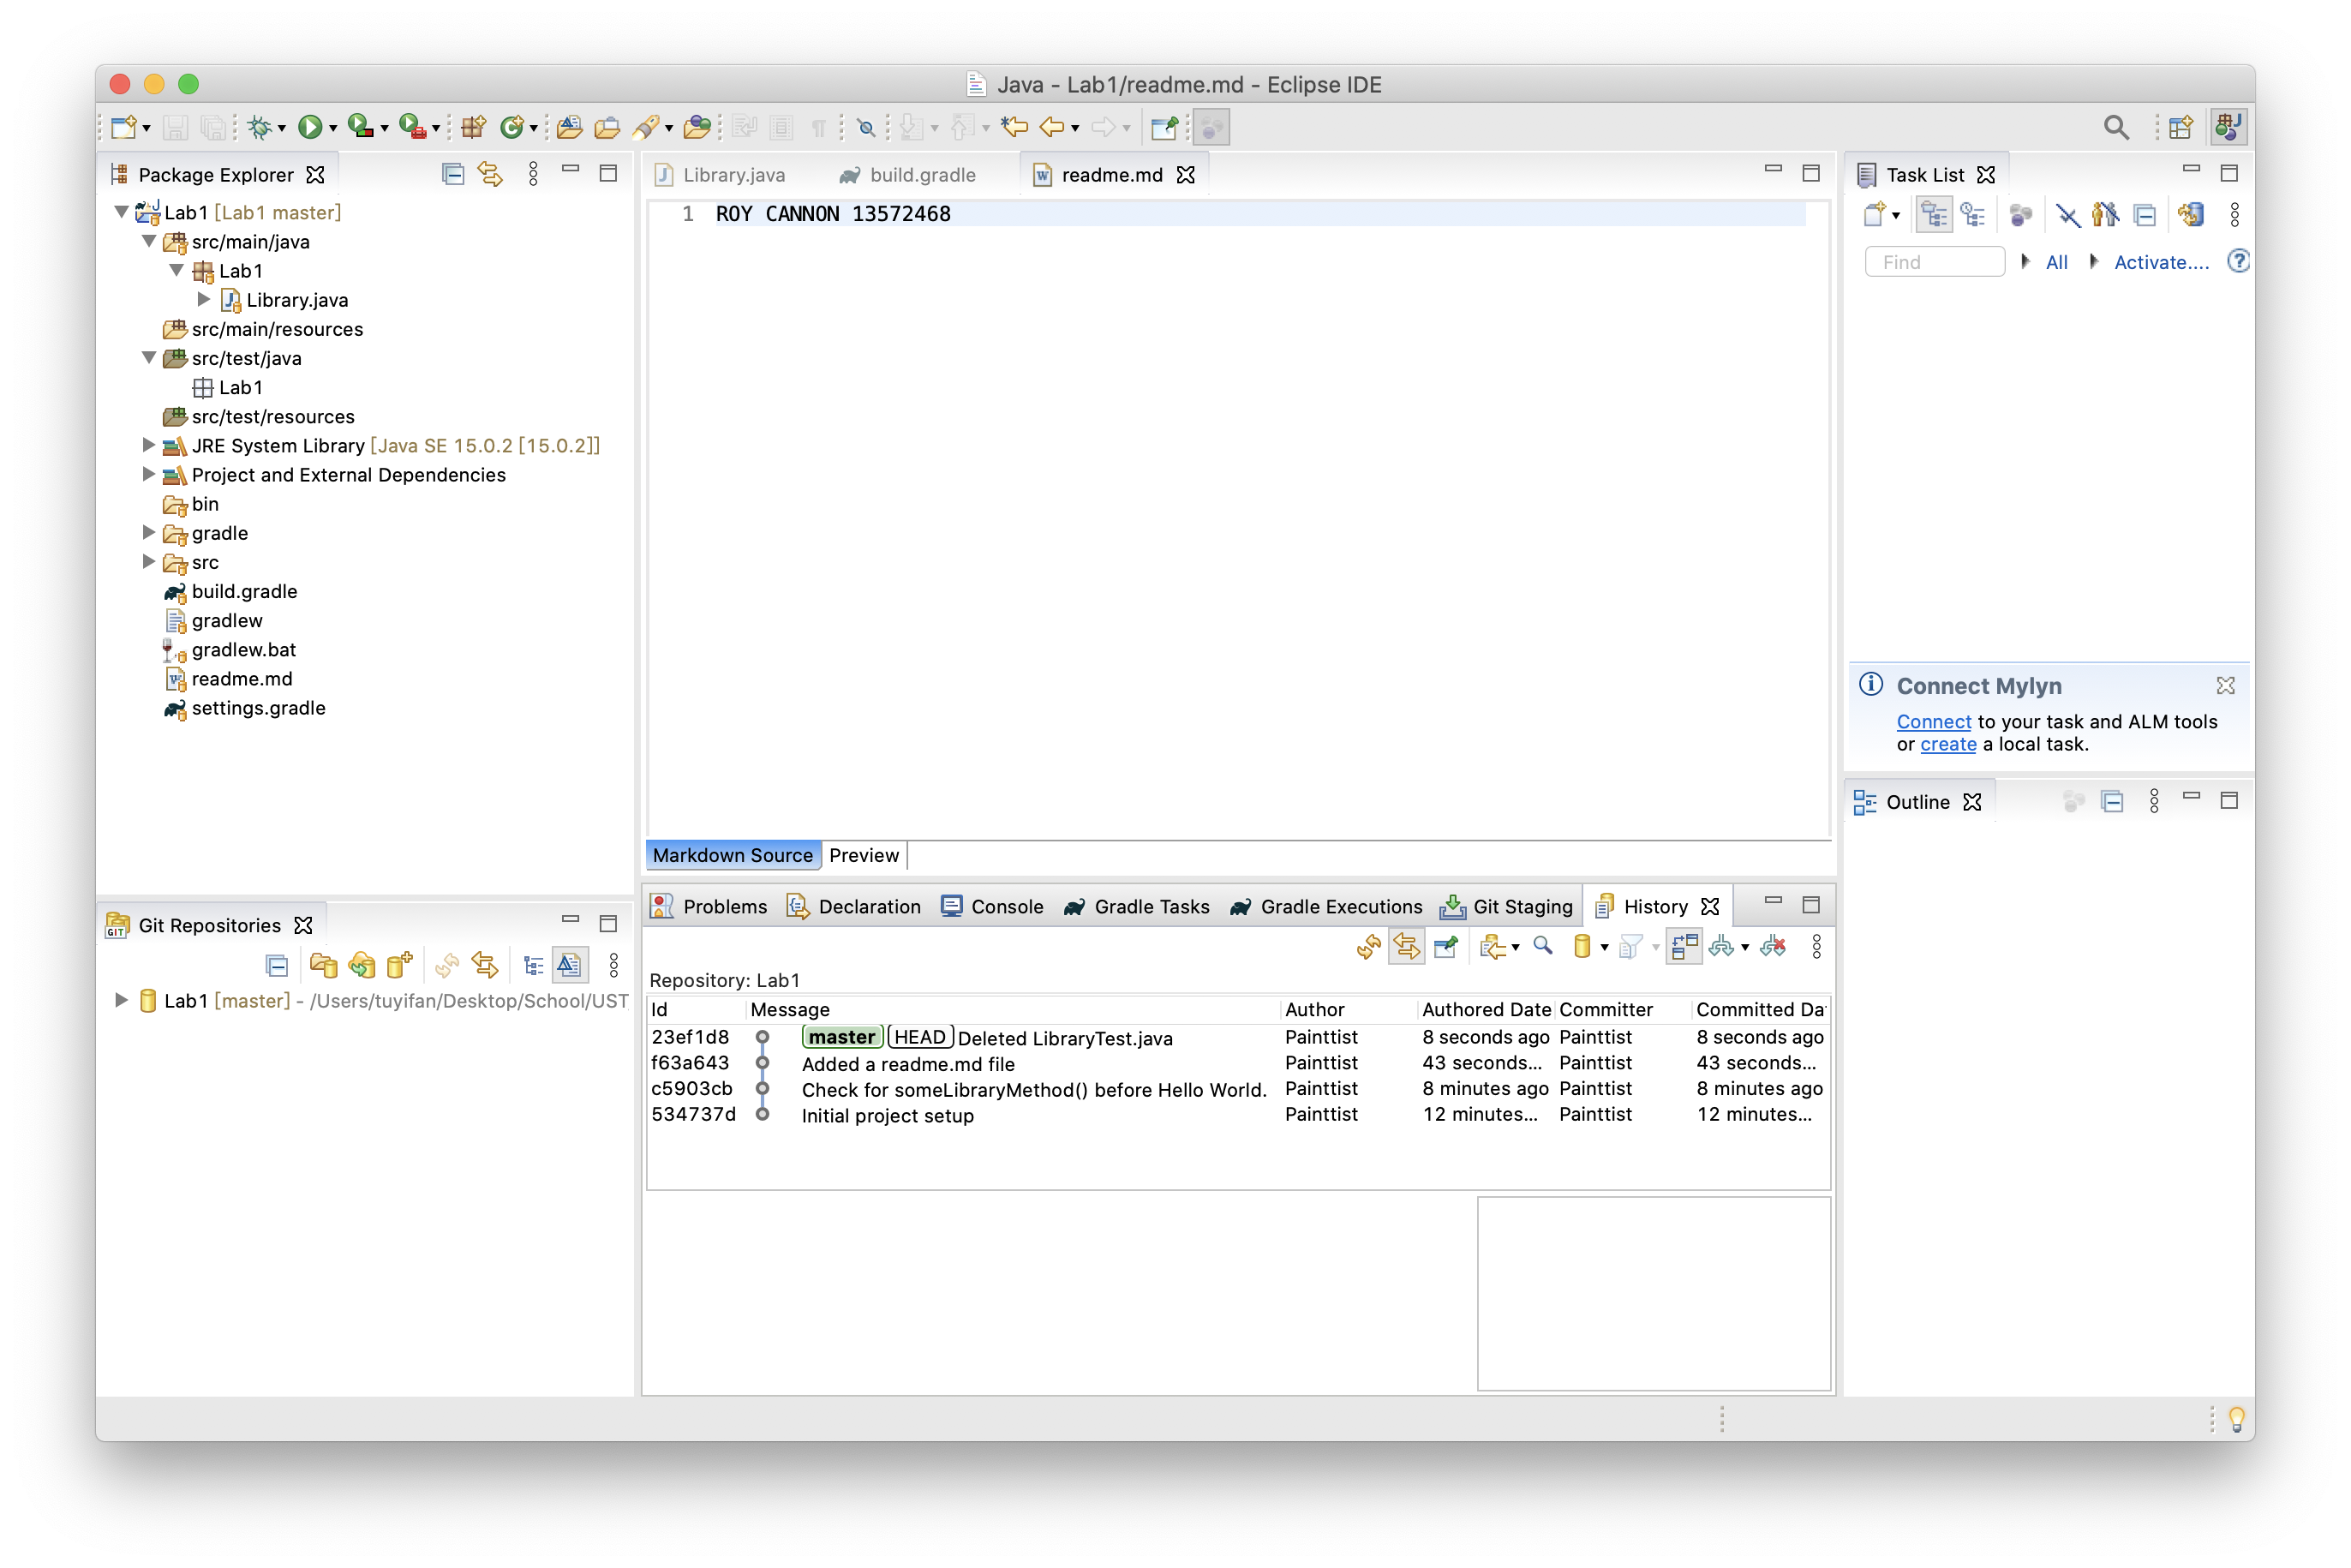 Java - Lab1/readme.md - Eclipse IDE
Package Explorer
Lab1 [Lab1 master]
src/main/java
Lab1
Library.java
src/main/resources
src/test/java
Lab1
src/test/resources
JRE System Library [Java SE 15.0.2 [15.0.2]]
Project and External Dependencies
bin
gradle
src
build.gradle
gradlew
gradlew.bat
readme.md
settings.gradle
Git Repositories
Lab1 [master] - /Users/tuyifan/Desktop/School/UST
Library.java build.gradle readme.md
1 ROY CANNON 13572468
Markdown Source Preview
Problems Declaration Console Gradle Tasks Gradle Executions Git Staging History
Repository: Lab1
Id Message Author Authored Date Committer Committed Da
23ef1d8 master HEAD Deleted LibraryTest.java Painttist 8 seconds ago Painttist 8 seconds ago
f63a643 Added a readme.md file Painttist 43 seconds... Painttist 43 seconds...
c5903cb Check for someLibraryMethod() before Hello World. Painttist 8 minutes ago Painttist 8 minutes ago
534737d Initial project setup Painttist 12 minutes... Painttist 12 minutes...
Task List
Find All Activate....
Connect Mylyn
Connect to your task and ALM tools
or create a local task.
Outline